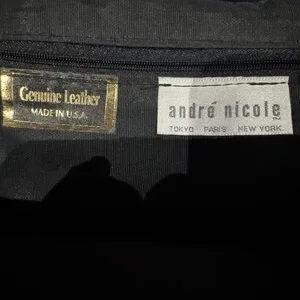 Genuine Leather
MADE IN U.S.A.
andré nicole
TOKYO PARIS NEW YORK